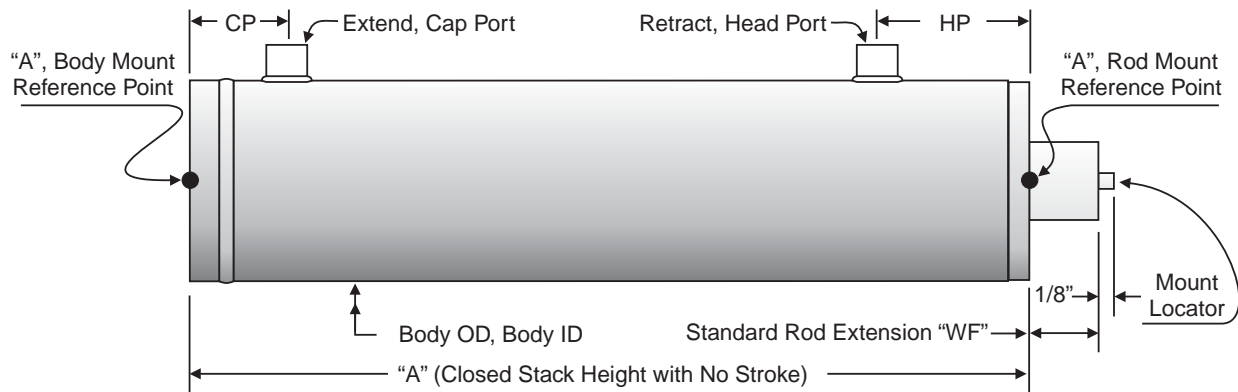 CP
Extend, Cap Port
Retract, Head Port
HP
“A”, Body Mount
Reference Point
“A”, Rod Mount
Reference Point
1/8”
Mount
Locator
Body OD, Body ID
Standard Rod Extension “WF”
“A” (Closed Stack Height with No Stroke)